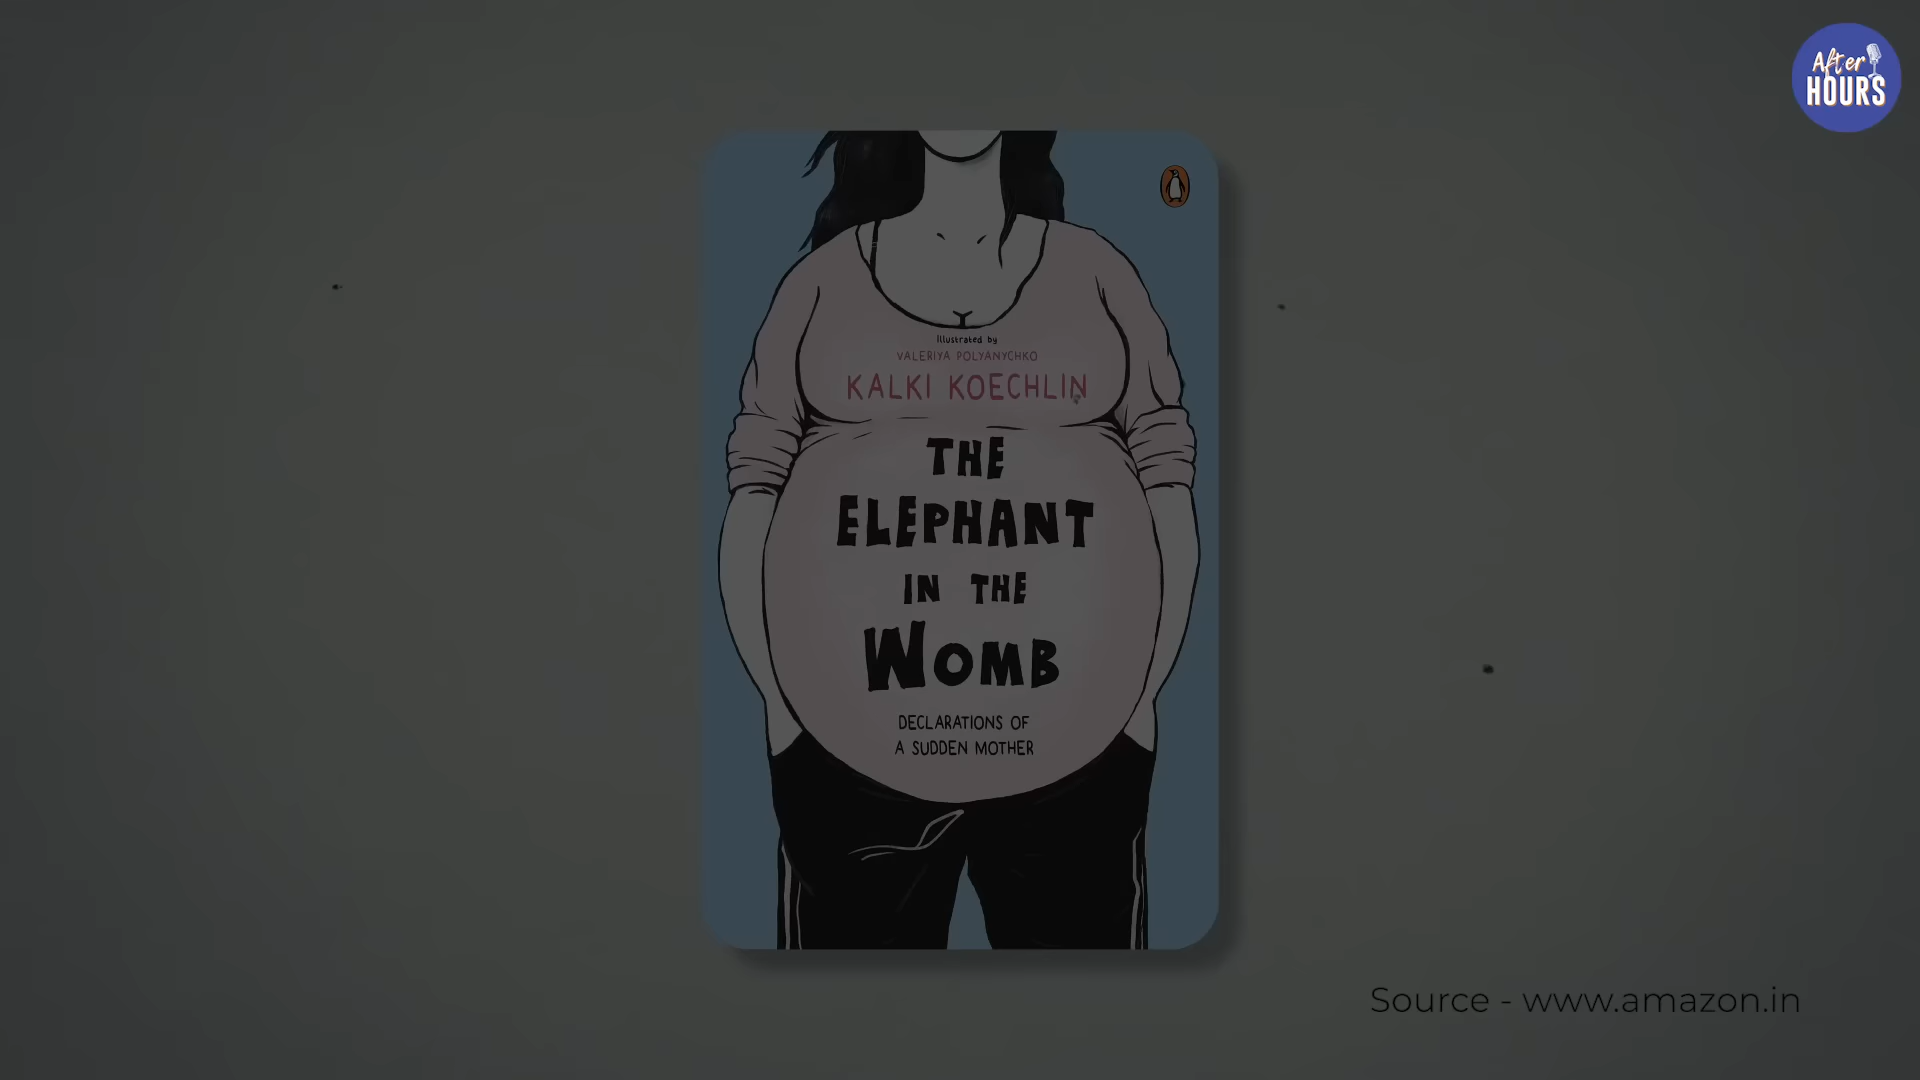 After
HOURS
Illustrated by
VALERIYA POLYANYCHKO
KALKI KOECHLIN
THE
ELEPHANT
IN THE
WOMB
DECLARATIONS OF
A SUDDEN MOTHER
Source - www.amazon.in